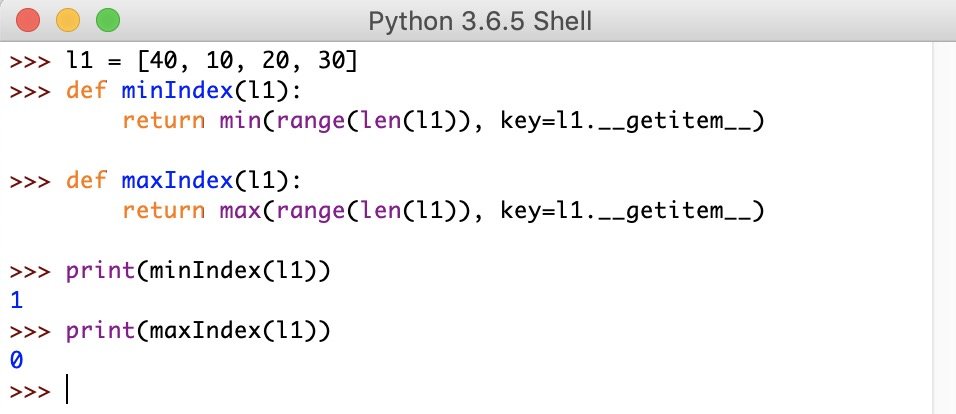 Python 3.6.5 Shell
>>> l1 = [40, 10, 20, 30]
>>> def minIndex(l1):
        return min(range(len(l1)), key=l1.__getitem__)
>>> def maxIndex(l1):
        return max(range(len(l1)), key=l1.__getitem__)
>>> print(minIndex(l1))
1
>>> print(maxIndex(l1))
0
>>>